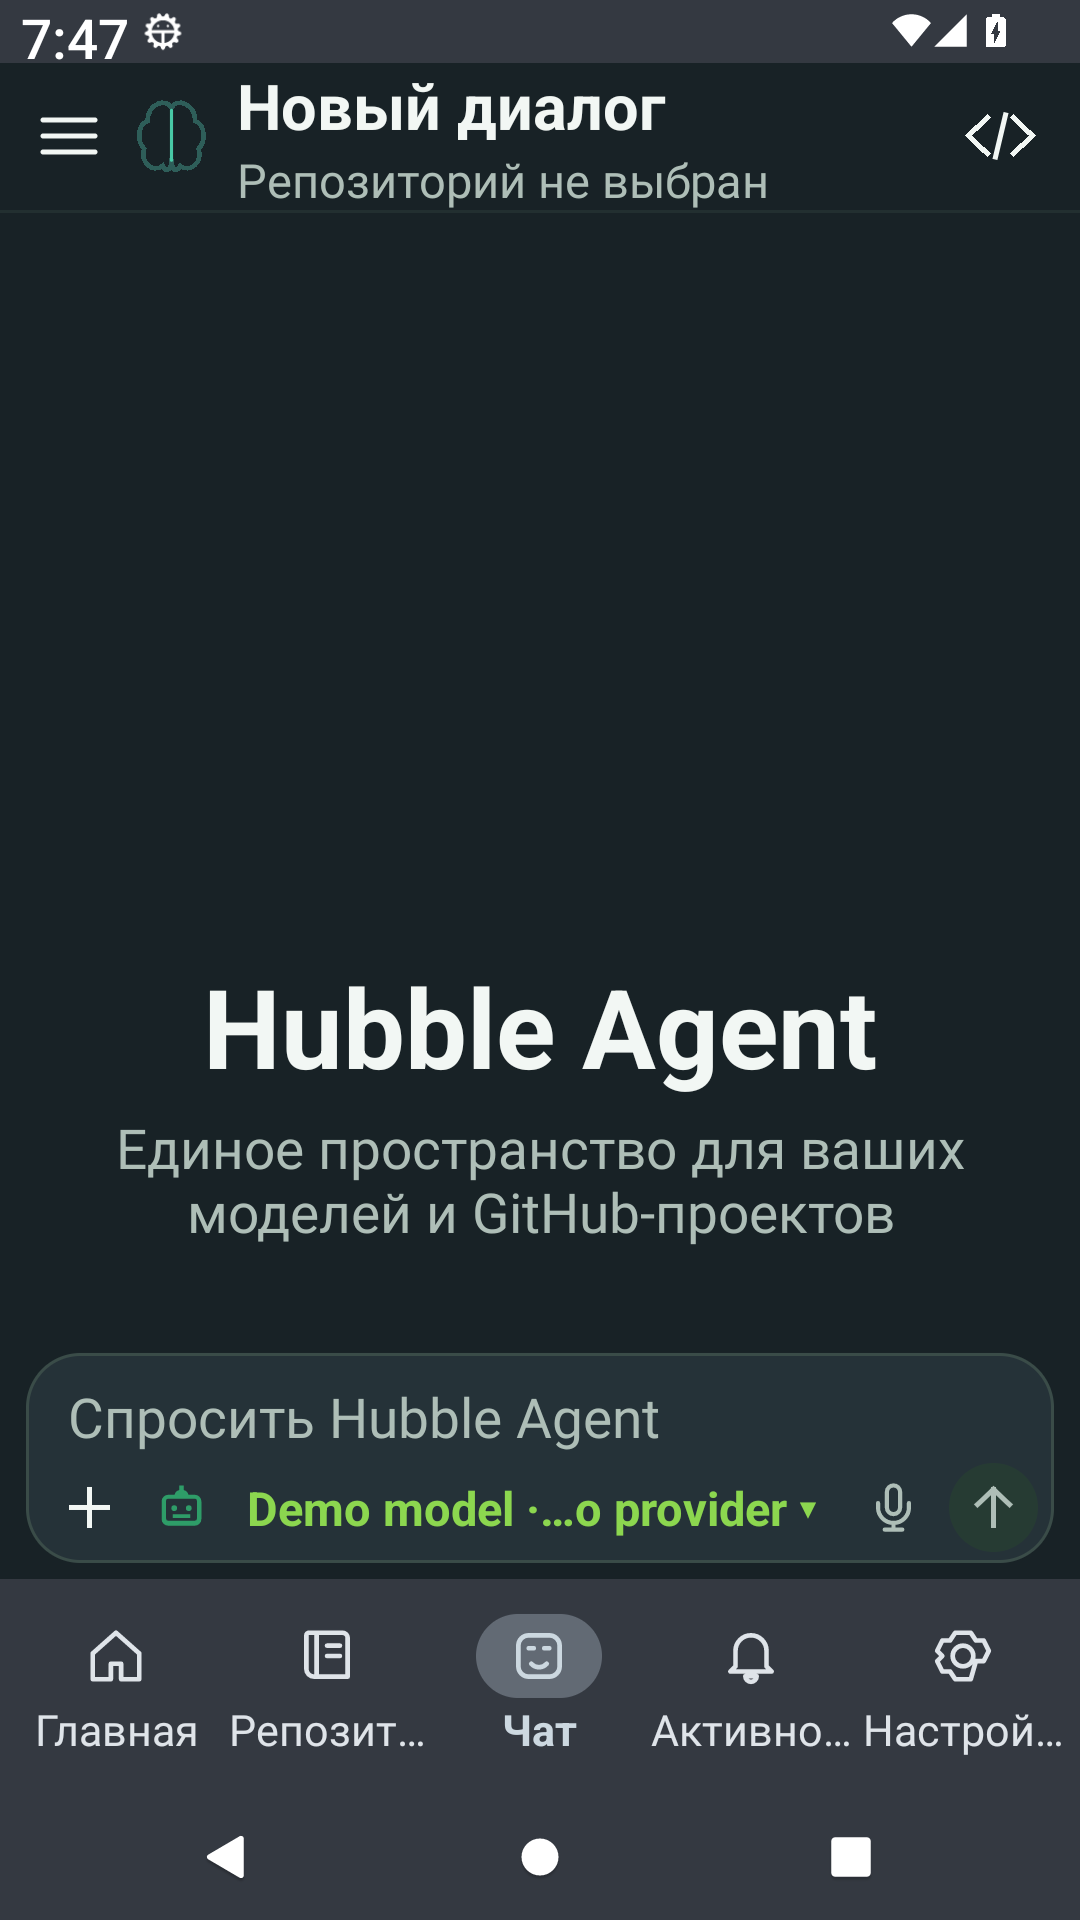 7:47
Новый диалог
Репозиторий не выбран
Hubble Agent
Единое пространство для ваших
моделей и GitHub-проектов
Спросить Hubble Agent
Demo model ·…o provider ▾
Главная
Репозит…
Чат
Активно…
Настрой…